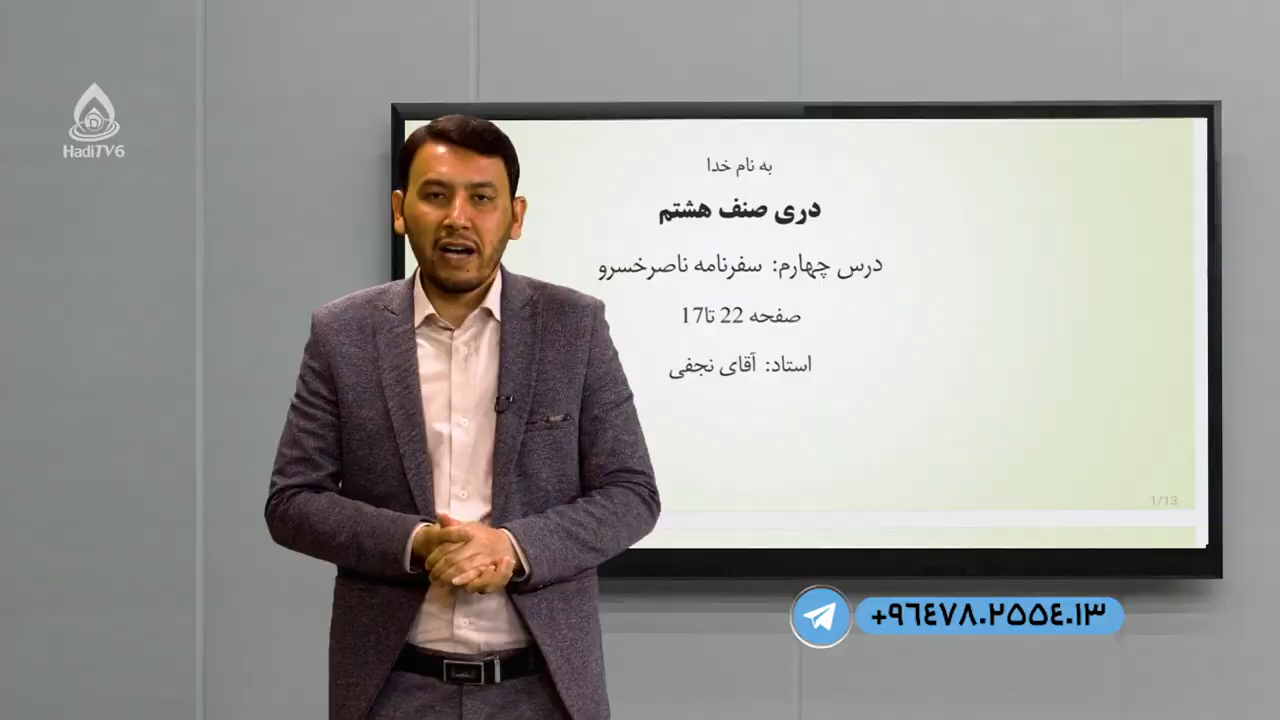 HadiTV6
به نام خدا
دری صنف هشتم
درس چهارم: سفرنامه ناصرخسرو
صفحه 22 تا17
استاد: آقای نجفی
1/13
+٩٦٤٧٨٠٢٥٥٤٠١٣